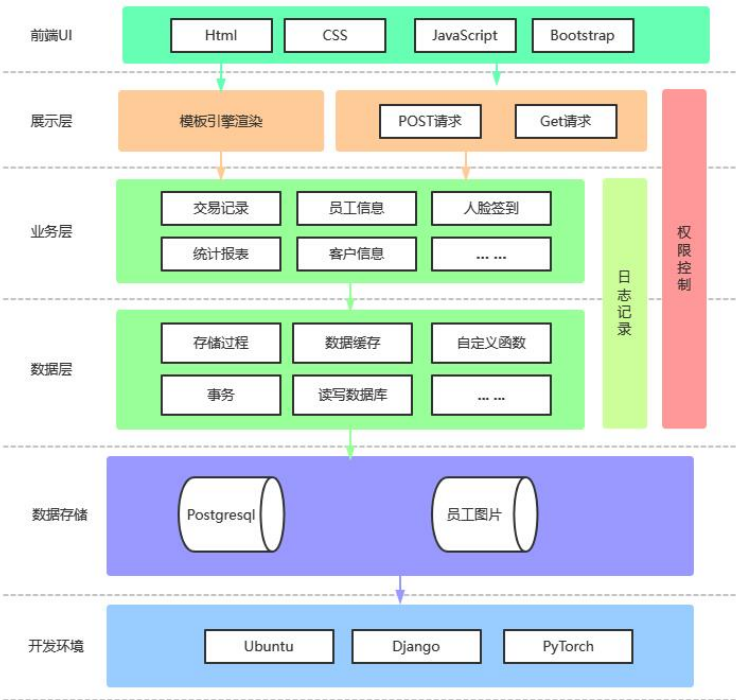 前端UI
Html
CSS
JavaScript
Bootstrap
展示层
模板引擎渲染
POST请求
Get请求
权限控制
业务层
交易记录
员工信息
人脸签到
统计报表
客户信息
... ...
日志记录
数据层
存储过程
数据缓存
自定义函数
事务
读写数据库
... ...
数据存储
Postgresql
员工图片
开发环境
Ubuntu
Django
PyTorch